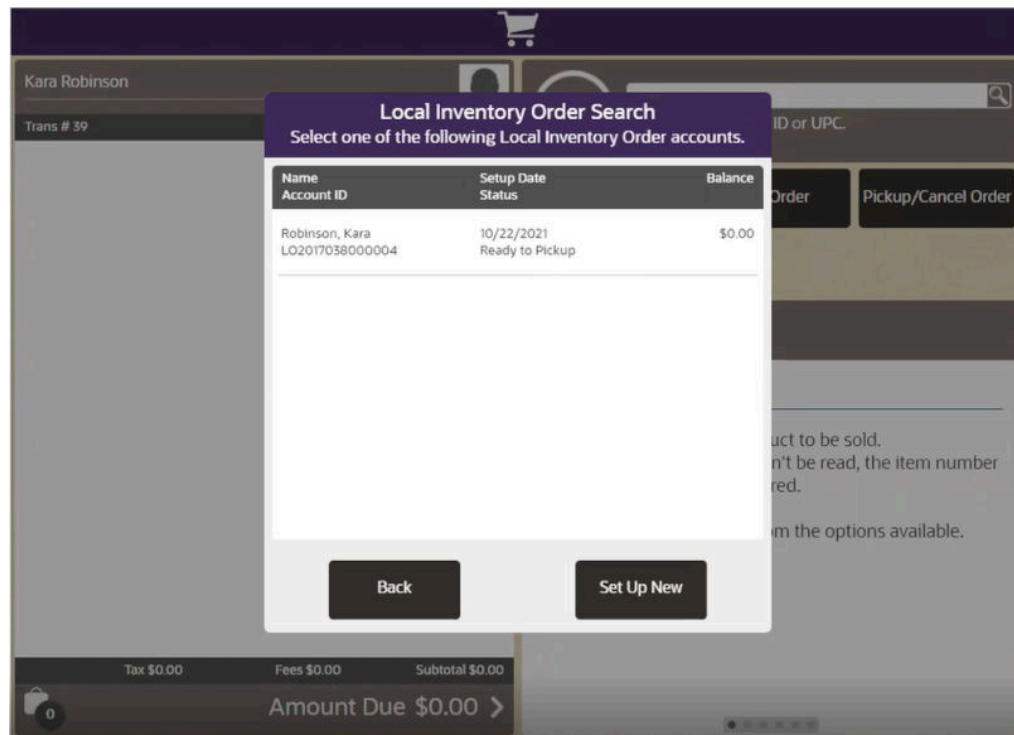 Kara Robinson
Trans # 39
ID or UPC.
Order
Pickup/Cancel Order
Local Inventory Order Search
Select one of the following Local Inventory Order accounts.
Name Setup Date Balance
Account ID Status
Robinson, Kara 10/22/2021 $0.00
LO2017038000004 Ready to Pickup
uct to be sold.
n't be read, the item number
red.
m the options available.
Back Set Up New
Tax $0.00 Fees $0.00 Subtotal $0.00
0 Amount Due $0.00